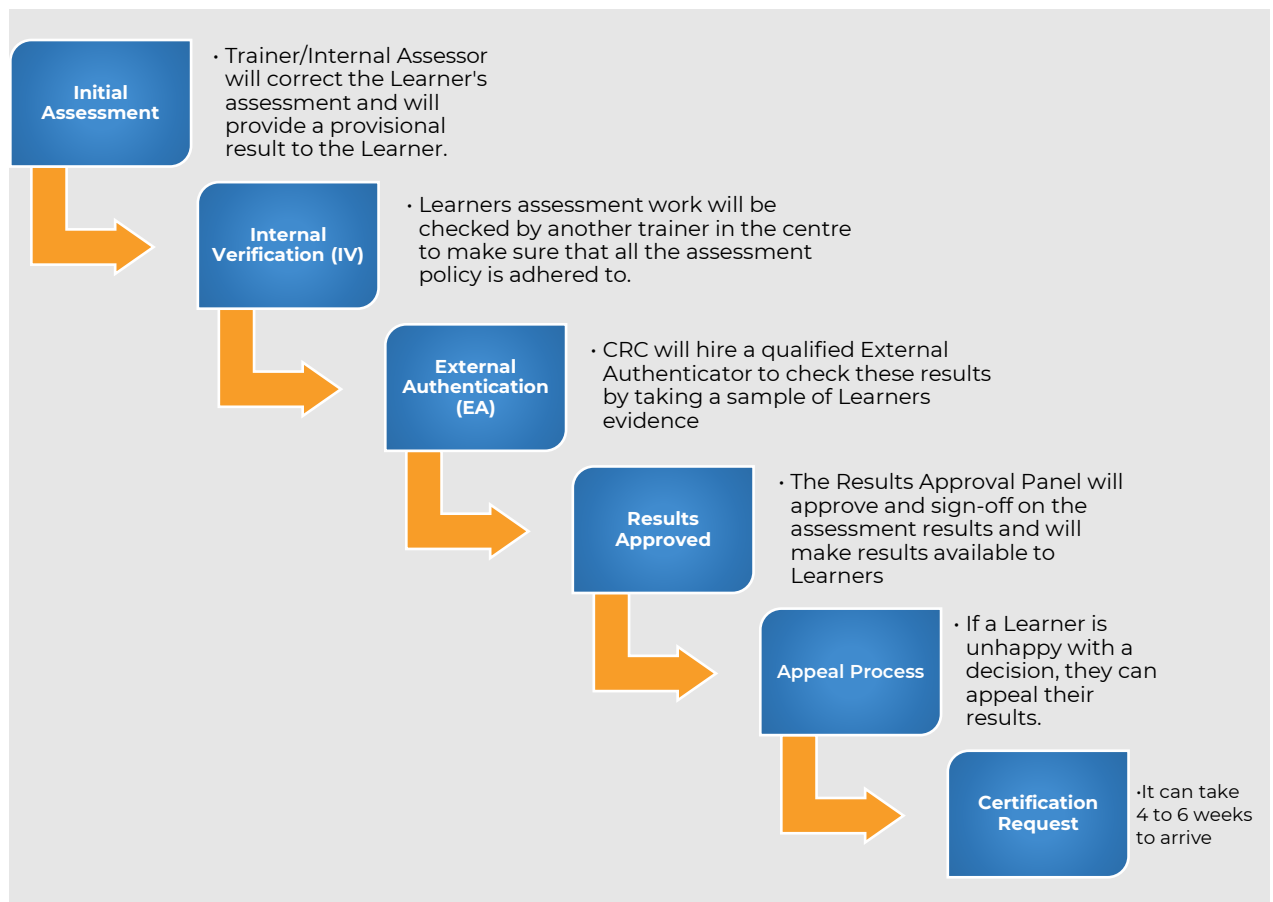 Initial
Assessment
· Trainer/Internal Assessor
will correct the Learner's
assessment and will
provide a provisional
result to the Learner.
Internal
Verification (IV)
· Learners assessment work will be
checked by another trainer in the centre
to make sure that all the assessment
policy is adhered to.
External
Authentication
(EA)
· CRC will hire a qualified External
Authenticator to check these results
by taking a sample of Learners
evidence
Results
Approved
· The Results Approval Panel will
approve and sign-off on the
assessment results and will
make results available to
Learners
Appeal Process
· If a Learner is
unhappy with a
decision, they can
appeal their
results.
Certification
Request
·It can take
4 to 6 weeks
to arrive